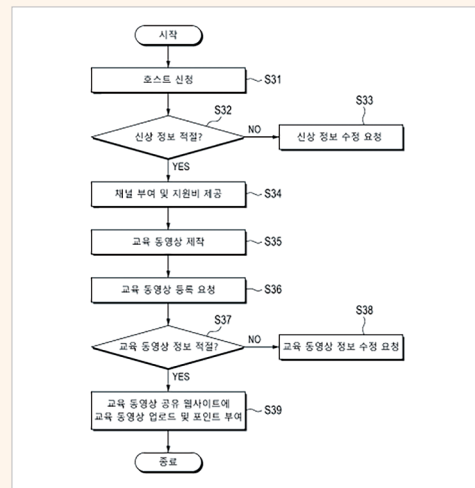 시작
호스트 신청
S31
S32
신상 정보 적절?
NO
S33
신상 정보 수정 요청
YES
채널 부여 및 지원비 제공
S34
교육 동영상 제작
S35
교육 동영상 등록 요청
S36
S37
교육 동영상 정보 적절?
NO
S38
교육 동영상 정보 수정 요청
YES
교육 동영상 공유 웹사이트에
교육 동영상 업로드 및 포인트 부여
S39
종료